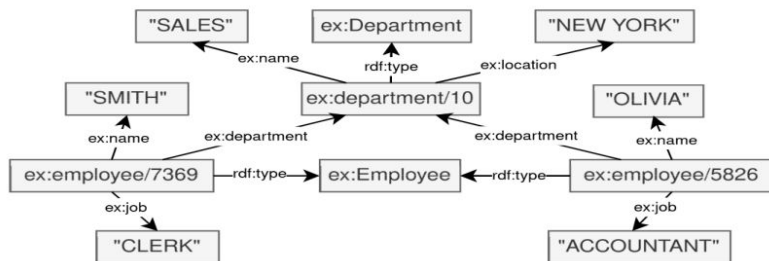 "SALES"
ex:Department
"NEW YORK"
ex:name
rdf:type
ex:location
"SMITH"
ex:department/10
"OLIVIA"
ex:name
ex:department
ex:department
ex:name
ex:employee/7369
rdf:type
ex:Employee
rdf:type
ex:employee/5826
ex:job
ex:job
"CLERK"
"ACCOUNTANT"